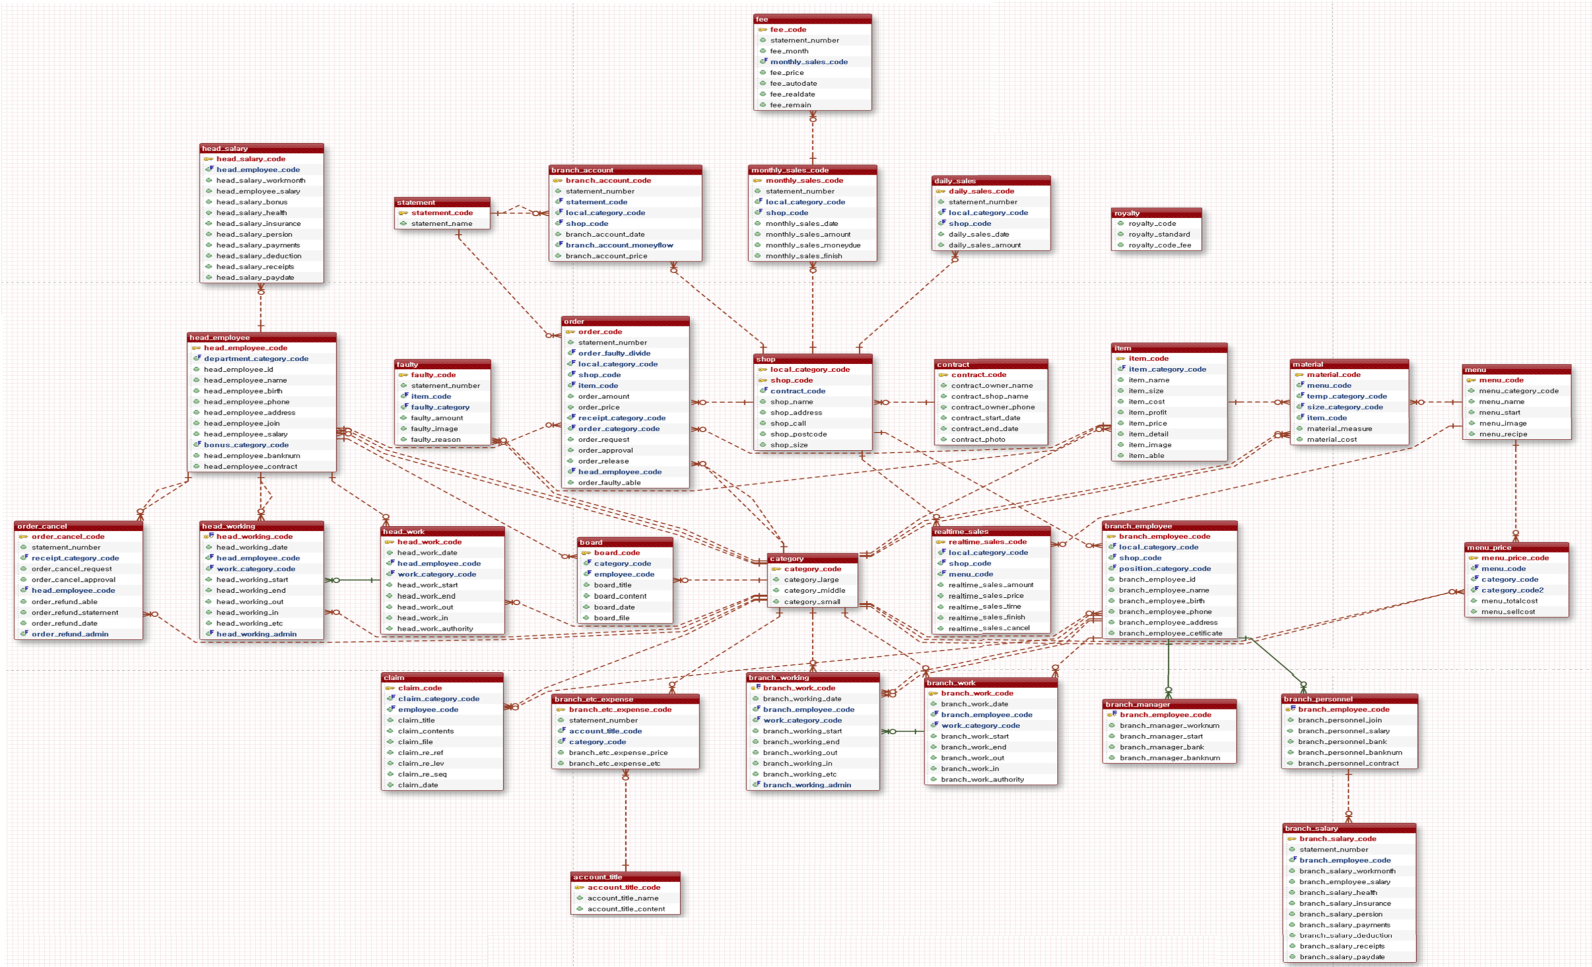 fee
fee_code
statement_number
fee_month
monthly_sales_code
fee_price
fee_autodate
fee_realdate
fee_remain
head_salary
head_salary_code
head_employee_code
head_salary_workmonth
head_employee_salary
head_salary_bonus
head_salary_health
head_salary_insurance
head_salary_persion
head_salary_payments
head_salary_deduction
head_salary_receipts
head_salary_paydate
statement
statement_code
statement_name
branch_account
branch_account_code
statement_number
statement_code
local_category_code
shop_code
branch_account_date
branch_account_moneyflow
branch_account_price
monthly_sales_code
monthly_sales_code
statement_number
local_category_code
shop_code
monthly_sales_date
monthly_sales_amount
monthly_sales_moneydue
monthly_sales_finish
daily_sales
daily_sales_code
statement_number
local_category_code
shop_code
daily_sales_date
daily_sales_amount
royalty
royalty_code
royalty_standard
royalty_code_fee
head_employee
head_employee_code
department_category_code
head_employee_id
head_employee_name
head_employee_birth
head_employee_phone
head_employee_address
head_employee_join
head_employee_salary
bonus_category_code
head_employee_banknum
head_employee_contract
faulty
faulty_code
statement_number
item_code
faulty_category
faulty_amount
faulty_image
faulty_reason
order
order_code
statement_number
order_faulty_divide
local_category_code
shop_code
item_code
order_amount
order_price
receipt_category_code
order_category_code
order_request
order_approval
order_release
head_employee_code
order_faulty_able
shop
local_category_code
shop_code
contract_code
shop_name
shop_address
shop_call
shop_postcode
shop_size
contract
contract_code
contract_owner_name
contract_shop_name
contract_owner_phone
contract_start_date
contract_end_date
contract_photo
item
item_code
item_category_code
item_name
item_size
item_cost
item_profit
item_price
item_detail
item_image
item_able
material
material_code
menu_code
temp_category_code
size_category_code
item_code
material_measure
material_cost
menu
menu_code
menu_category_code
menu_name
menu_start
menu_image
menu_recipe
order_cancel
order_cancel_code
statement_number
receipt_category_code
order_cancel_request
order_cancel_approval
head_employee_code
order_refund_able
order_refund_statement
order_refund_date
order_refund_admin
head_working
head_working_code
head_working_date
head_employee_code
work_category_code
head_working_start
head_working_end
head_working_out
head_working_in
head_working_etc
head_working_admin
head_work
head_work_code
head_work_date
head_employee_code
work_category_code
head_work_start
head_work_end
head_work_out
head_work_in
head_work_authority
board
board_code
category_code
employee_code
board_title
board_content
board_date
board_file
category
category_code
category_large
category_middle
category_small
realtime_sales
realtime_sales_code
local_category_code
shop_code
menu_code
realtime_sales_amount
realtime_sales_price
realtime_sales_time
realtime_sales_finish
realtime_sales_cancel
branch_employee
branch_employee_code
local_category_code
shop_code
position_category_code
branch_employee_id
branch_employee_name
branch_employee_birth
branch_employee_phone
branch_employee_address
branch_employee_cetificate
menu_price
menu_price_code
menu_code
category_code
category_code2
menu_totalcost
menu_sellcost
claim
claim_code
claim_category_code
employee_code
claim_title
claim_contents
claim_file
claim_re_ref
claim_re_lev
claim_re_seq
claim_date
branch_etc_expense
branch_etc_expense_code
statement_number
account_title_code
category_code
branch_etc_expense_price
branch_etc_expense_etc
branch_working
branch_work_code
branch_working_date
branch_employee_code
work_category_code
branch_working_start
branch_working_end
branch_working_out
branch_working_in
branch_working_etc
branch_working_admin
branch_work
branch_work_code
branch_work_date
branch_employee_code
work_category_code
branch_work_start
branch_work_end
branch_work_out
branch_work_in
branch_work_authority
branch_manager
branch_employee_code
branch_manager_worknum
branch_manager_start
branch_manager_bank
branch_manager_banknum
branch_personnel
branch_employee_code
branch_personnel_join
branch_personnel_salary
branch_personnel_bank
branch_personnel_banknum
branch_personnel_contract
account_title
account_title_code
account_title_name
account_title_content
branch_salary
branch_salary_code
statement_number
branch_employee_code
branch_salary_workmonth
branch_employee_salary
branch_salary_health
branch_salary_insurance
branch_salary_persion
branch_salary_payments
branch_salary_deduction
branch_salary_receipts
branch_salary_paydate